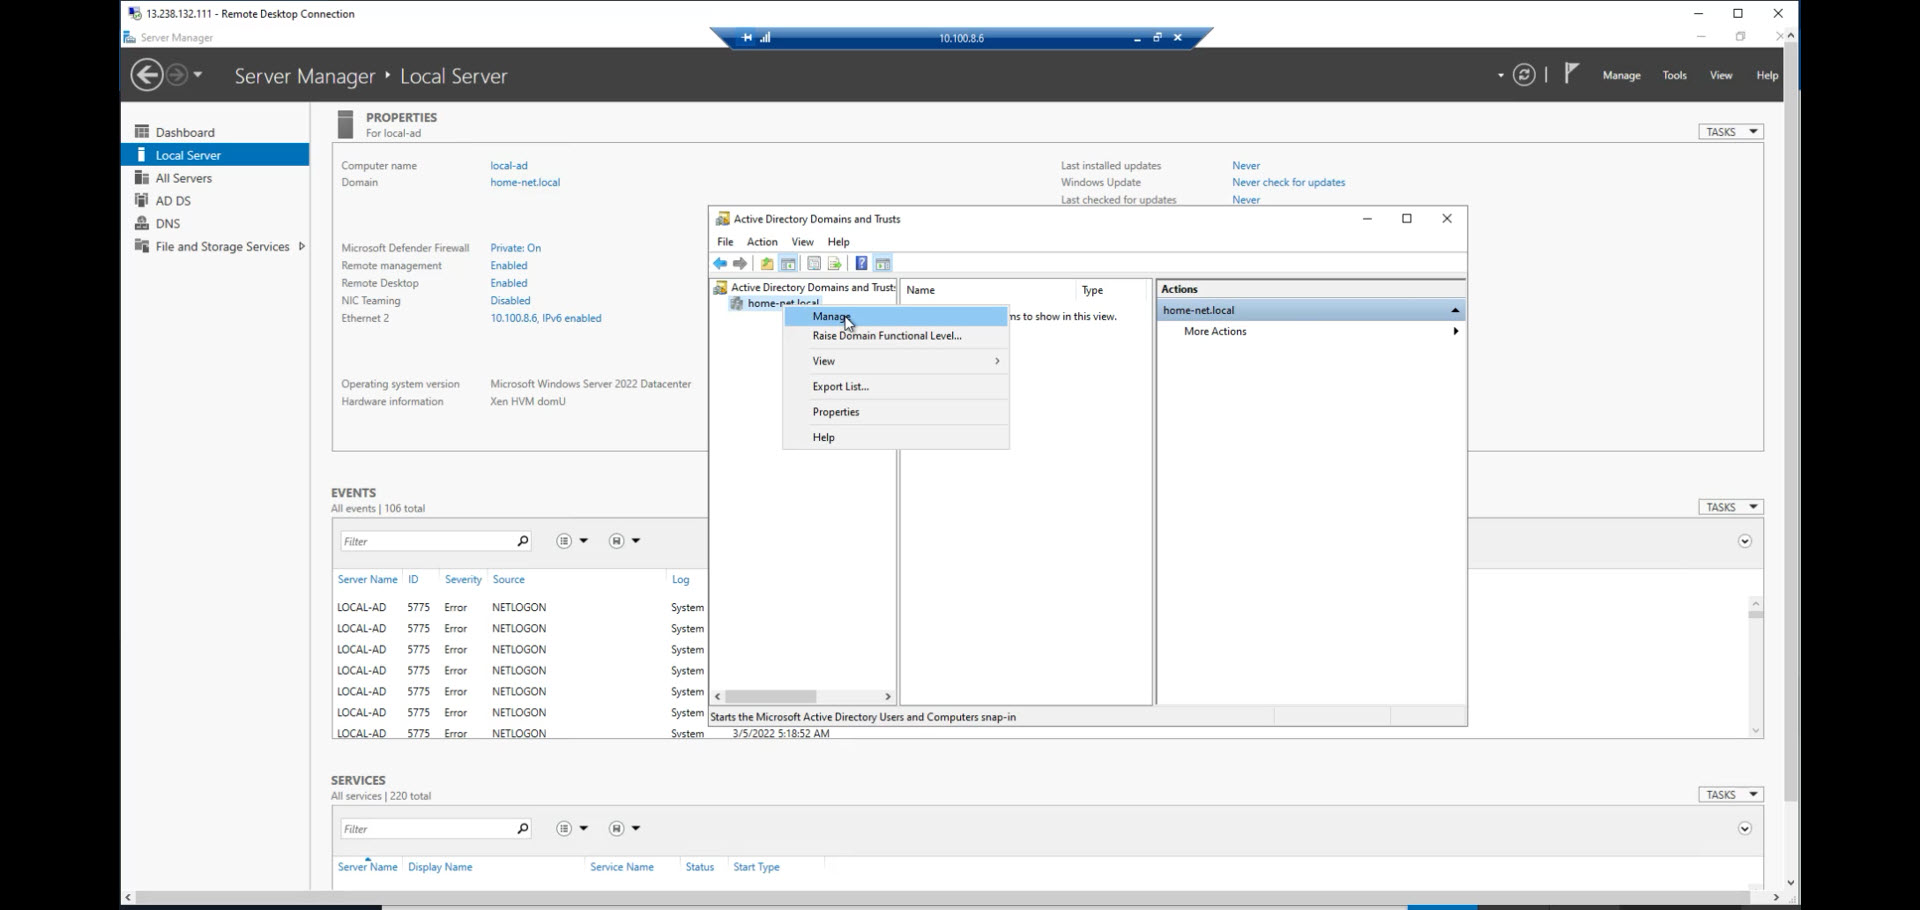 13.238.132.111 - Remote Desktop Connection
Server Manager
10.100.8.6
Server Manager ‣ Local Server
Manage Tools View Help
Dashboard
Local Server
All Servers
AD DS
DNS
File and Storage Services
PROPERTIES
For local-ad
TASKS
Computer name local-ad
Domain home-net.local
Last installed updates Never
Windows Update Never check for updates
Last checked for updates Never
Microsoft Defender Firewall Private: On
Remote management Enabled
Remote Desktop Enabled
NIC Teaming Disabled
Ethernet 2 10.100.8.6, IPv6 enabled
Operating system version Microsoft Windows Server 2022 Datacenter
Hardware information Xen HVM domU
Active Directory Domains and Trusts
File Action View Help
Active Directory Domains and Trust
home-net.local
Name Type
ms to show in this view.
Manage
Raise Domain Functional Level...
View
Export List...
Properties
Help
Actions
home-net.local
More Actions
Starts the Microsoft Active Directory Users and Computers snap-in
EVENTS
All events | 106 total
TASKS
Filter
Server Name ID Severity Source Log
LOCAL-AD 5775 Error NETLOGON System
LOCAL-AD 5775 Error NETLOGON System
LOCAL-AD 5775 Error NETLOGON System
LOCAL-AD 5775 Error NETLOGON System
LOCAL-AD 5775 Error NETLOGON System
LOCAL-AD 5775 Error NETLOGON System
LOCAL-AD 5775 Error NETLOGON System 3/5/2022 5:18:52 AM
SERVICES
All services | 220 total
TASKS
Filter
Server Name Display Name Service Name Status Start Type